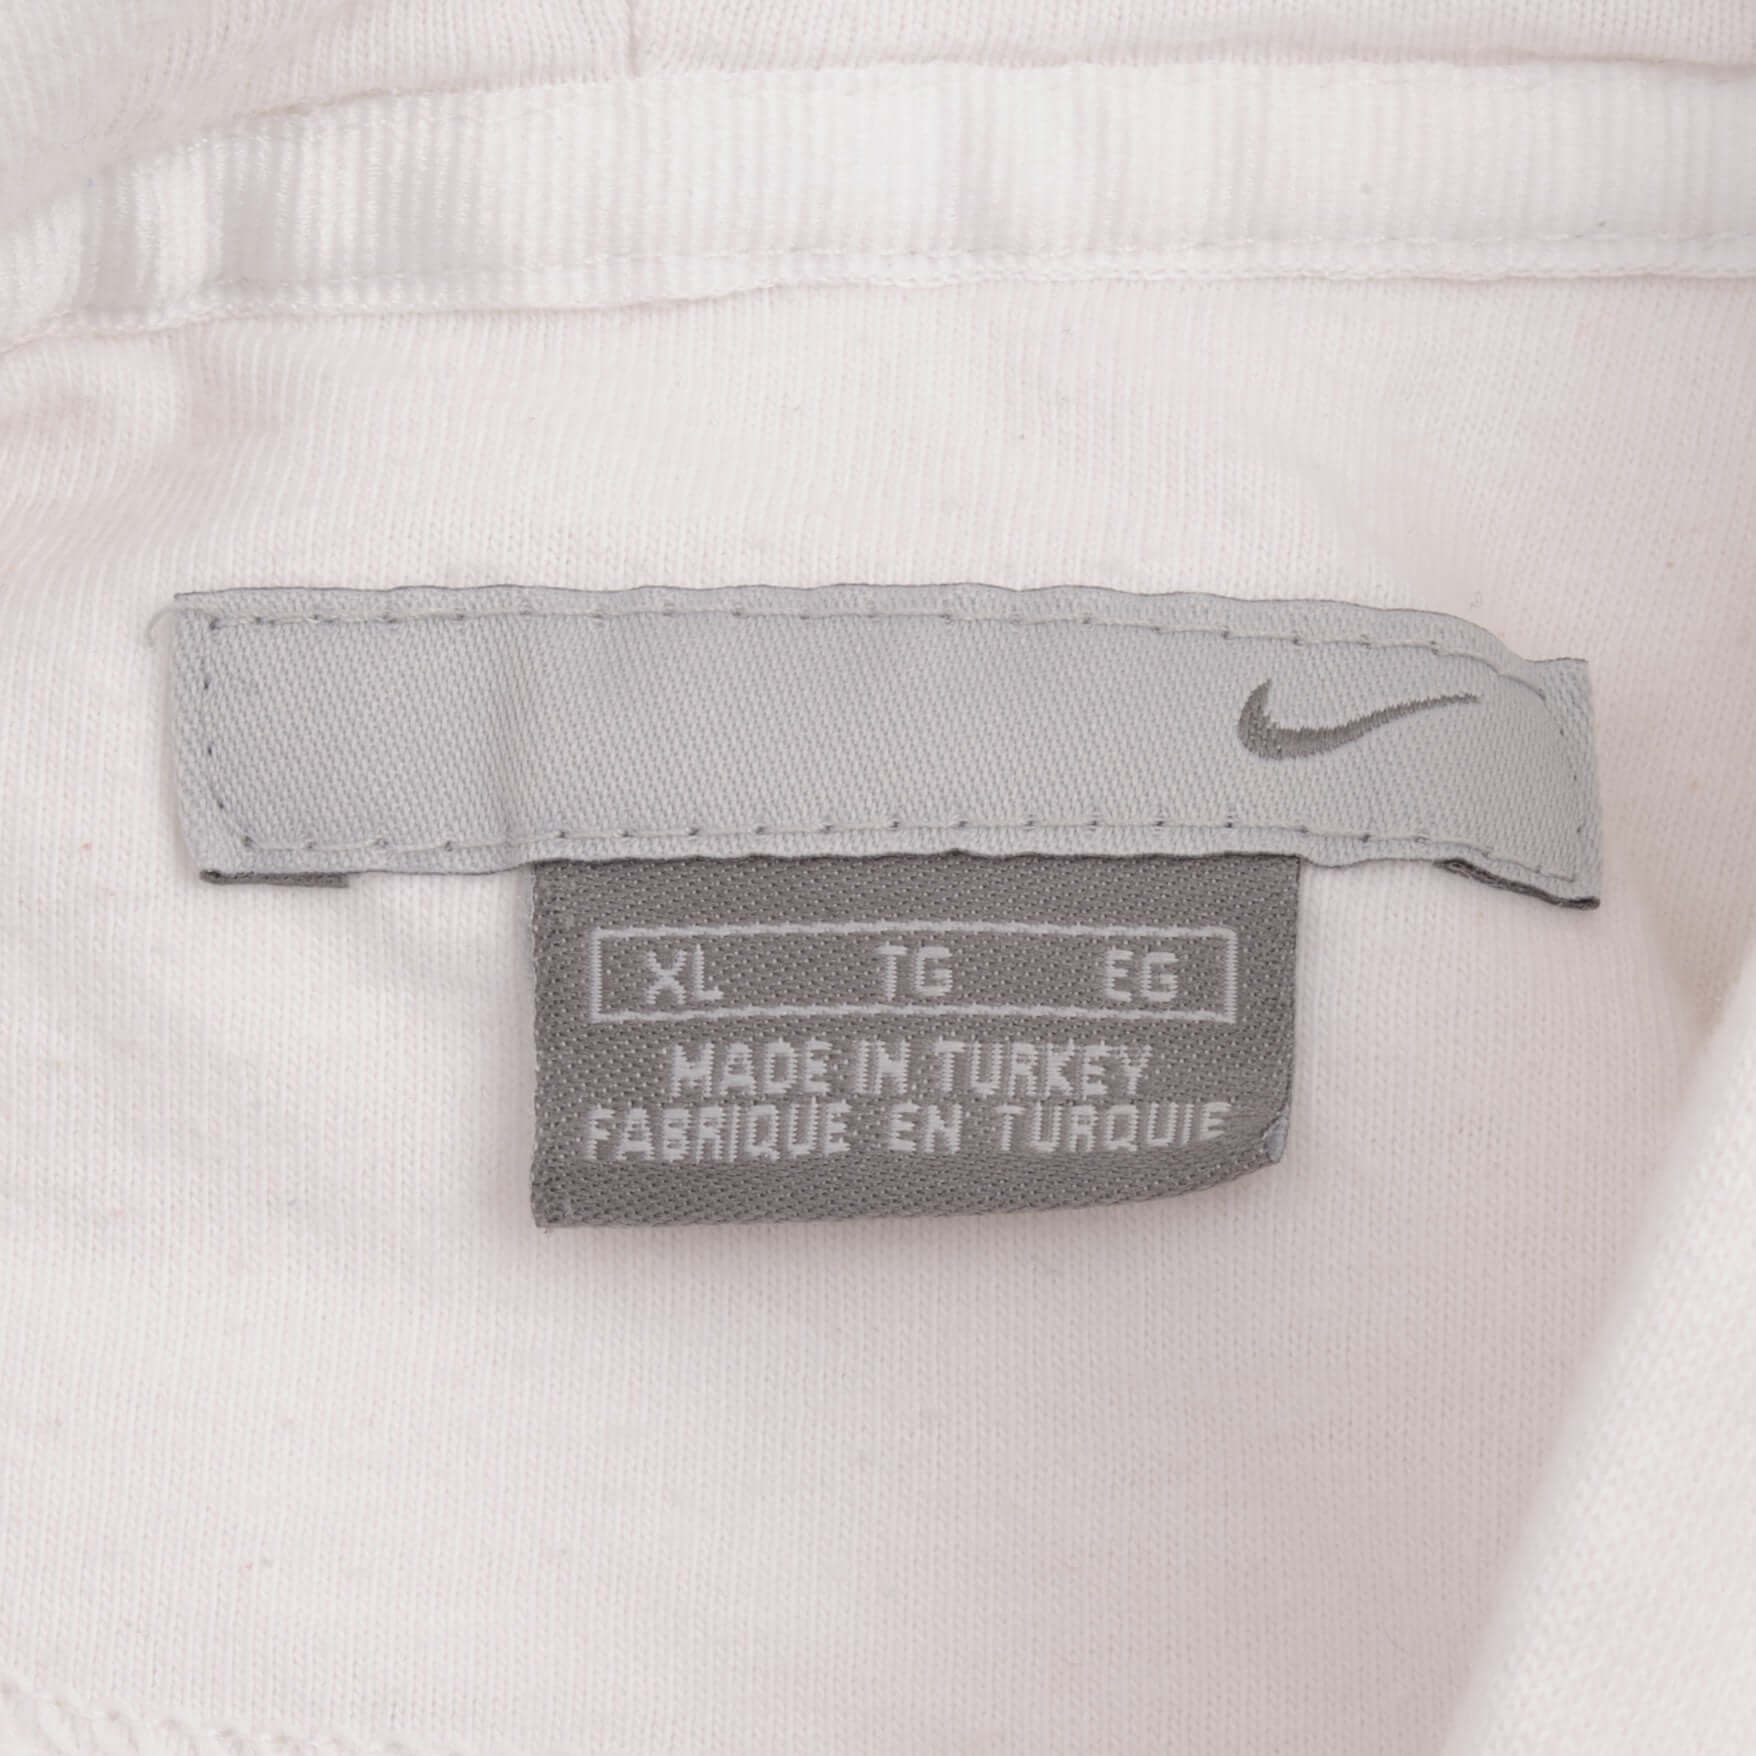 XL TG EG
MADE IN TURKEY
FABRIQUE EN TURQUIE